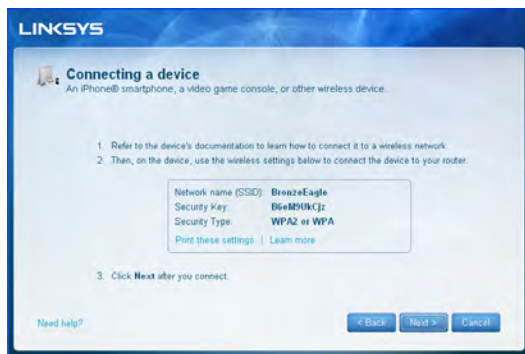 LINKSYS
Connecting a device
An iPhone® smartphone, a video game console, or other wireless device.
1. Refer to the device's documentation to learn how to connect it to a wireless network.
2. Then, on the device, use the wireless settings below to connect the device to your router.
Network name (SSID): BronzeEagle
Security Key: B6eM9UkCjz
Security Type: WPA2 or WPA
Print these settings | Learn more
3. Click Next after you connect.
Need help? < Back Next > Cancel